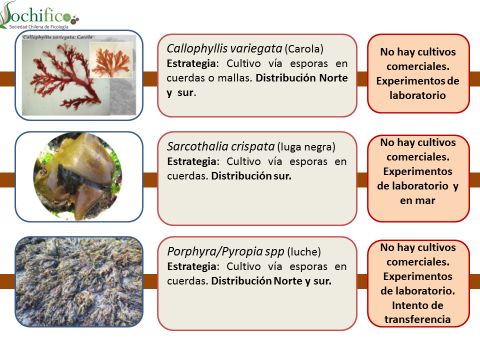 Sochifico
Sociedad Chilena de Ficología
Callophyllis variegata: Carola
Callophyllis variegata (Carola)
Estrategia: Cultivo vía esporas en
cuerdas o mallas. Distribución Norte
y sur.
No hay cultivos
comerciales.
Experimentos de
laboratorio
Sarcothalia crispata (luga negra)
Estrategia: Cultivo vía esporas en
cuerdas. Distribución sur.
No hay cultivos
comerciales.
Experimentos
de laboratorio y
en mar
Porphyra/Pyropia spp (luche)
Estrategia: Cultivo vía esporas en
cuerdas. Distribución Norte y sur.
No hay cultivos
comerciales.
Experimentos
de laboratorio.
Intento de
transferencia